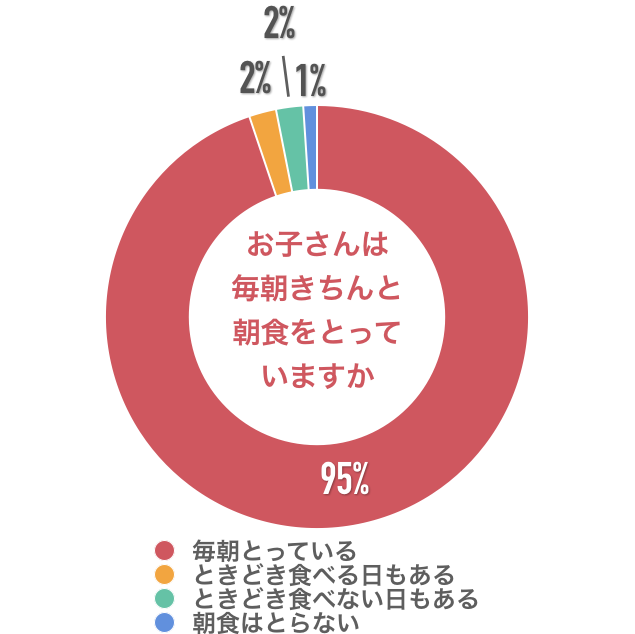 2%
2%
1%
お子さんは
毎朝きちんと
朝食をとって
いますか
95%
毎朝とっている
ときどき食べる日もある
ときどき食べない日もある
朝食はとらない